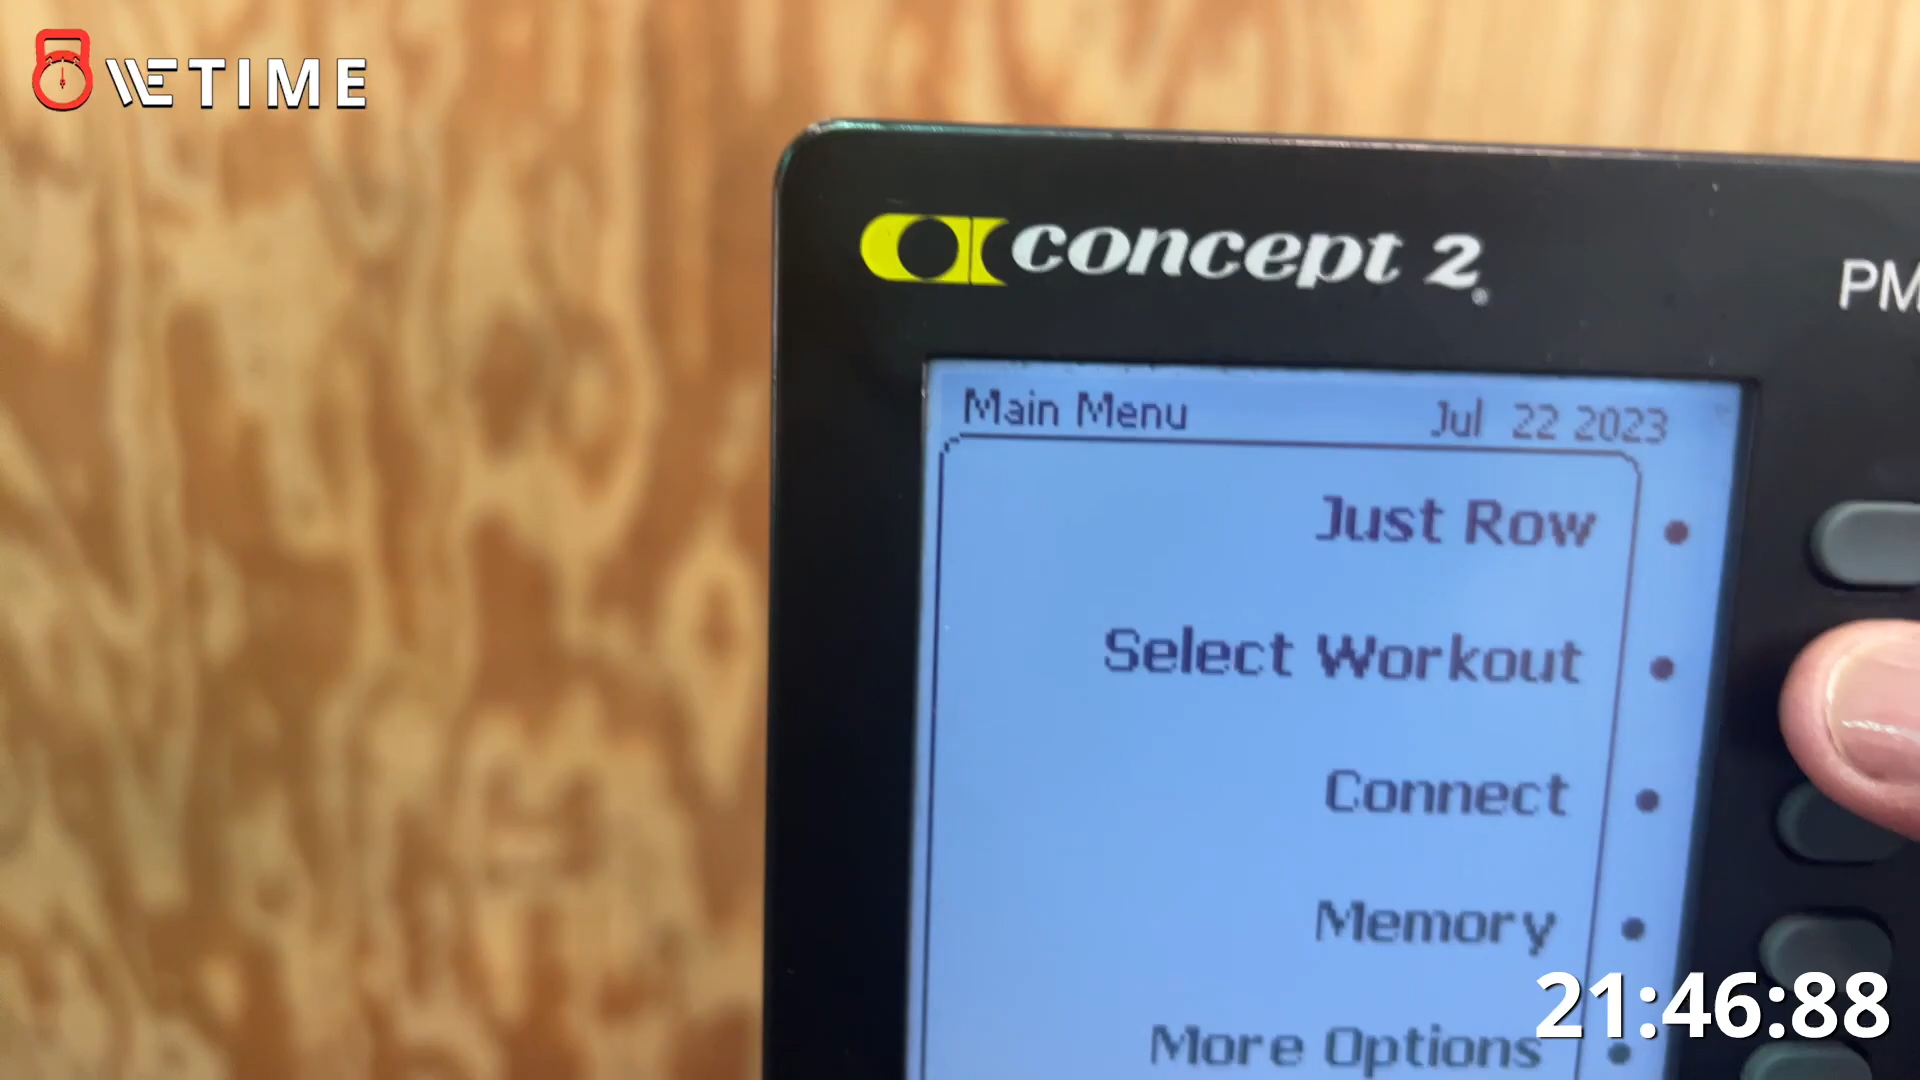 WETIME
concept 2
PM
Main Menu Jul 22 2023
Just Row
Select Workout
Connect
Memory
More Options
21:46:88